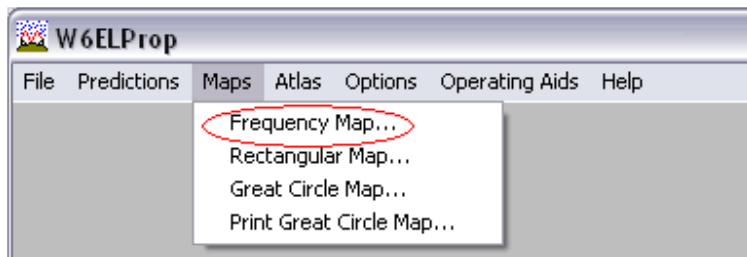 W6ELProp
File Predictions Maps Atlas Options Operating Aids Help
Frequency Map...
Rectangular Map...
Great Circle Map...
Print Great Circle Map...